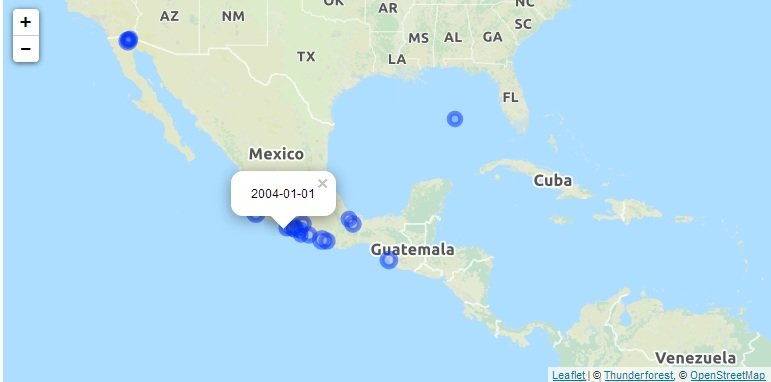 +
−
AZ
NM
OK
AR
NC
SC
MS
AL
GA
TX
LA
FL
Mexico
2004-01-01
×
Cuba
Guatemala
Venezuela
Leaflet | © Thunderforest, © OpenStreetMap